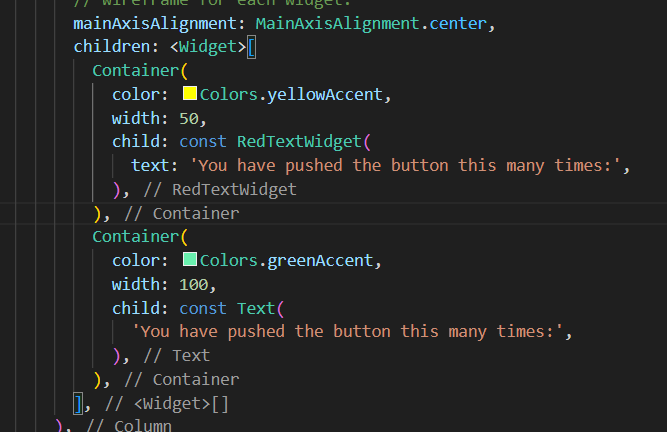 // wireframe for each widget.
mainAxisAlignment: MainAxisAlignment.center,
children: <Widget>[
Container(
color: Colors.yellowAccent,
width: 50,
child: const RedTextWidget(
text: 'You have pushed the button this many times:',
), // RedTextWidget
), // Container
Container(
color: Colors.greenAccent,
width: 100,
child: const Text(
'You have pushed the button this many times:',
), // Text
), // Container
], // <Widget>[]
), // Column